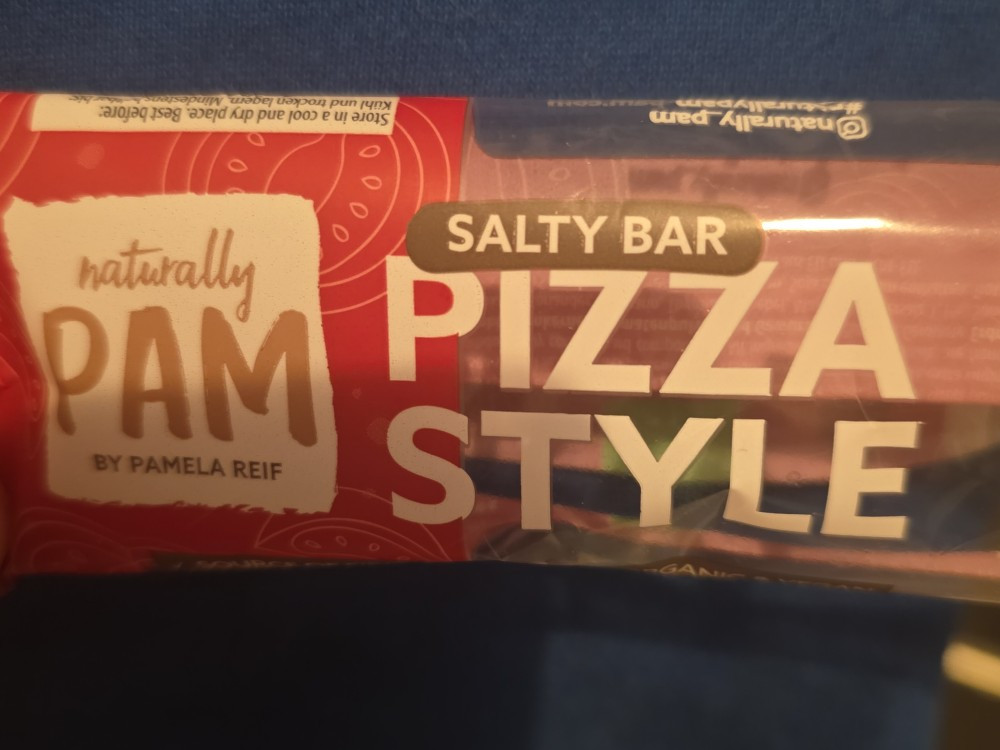 Store in a cool and dry place. Best before:
Kühl und trocken lagern. Mindestens haltbar bis:
naturally_pam
#naturallypam
naturally
PAM
BY PAMELA REIF
SALTY BAR
PIZZA
STYLE